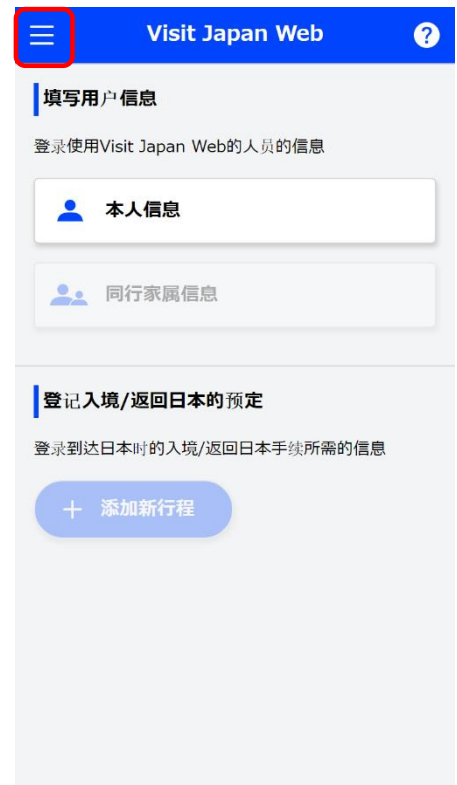 Visit Japan Web
?
填写用户信息
登录使用Visit Japan Web的人员的信息
本人信息
同行家属信息
登记入境/返回日本的预定
登录到达日本时的入境/返回日本手续所需的信息
+ 添加新行程